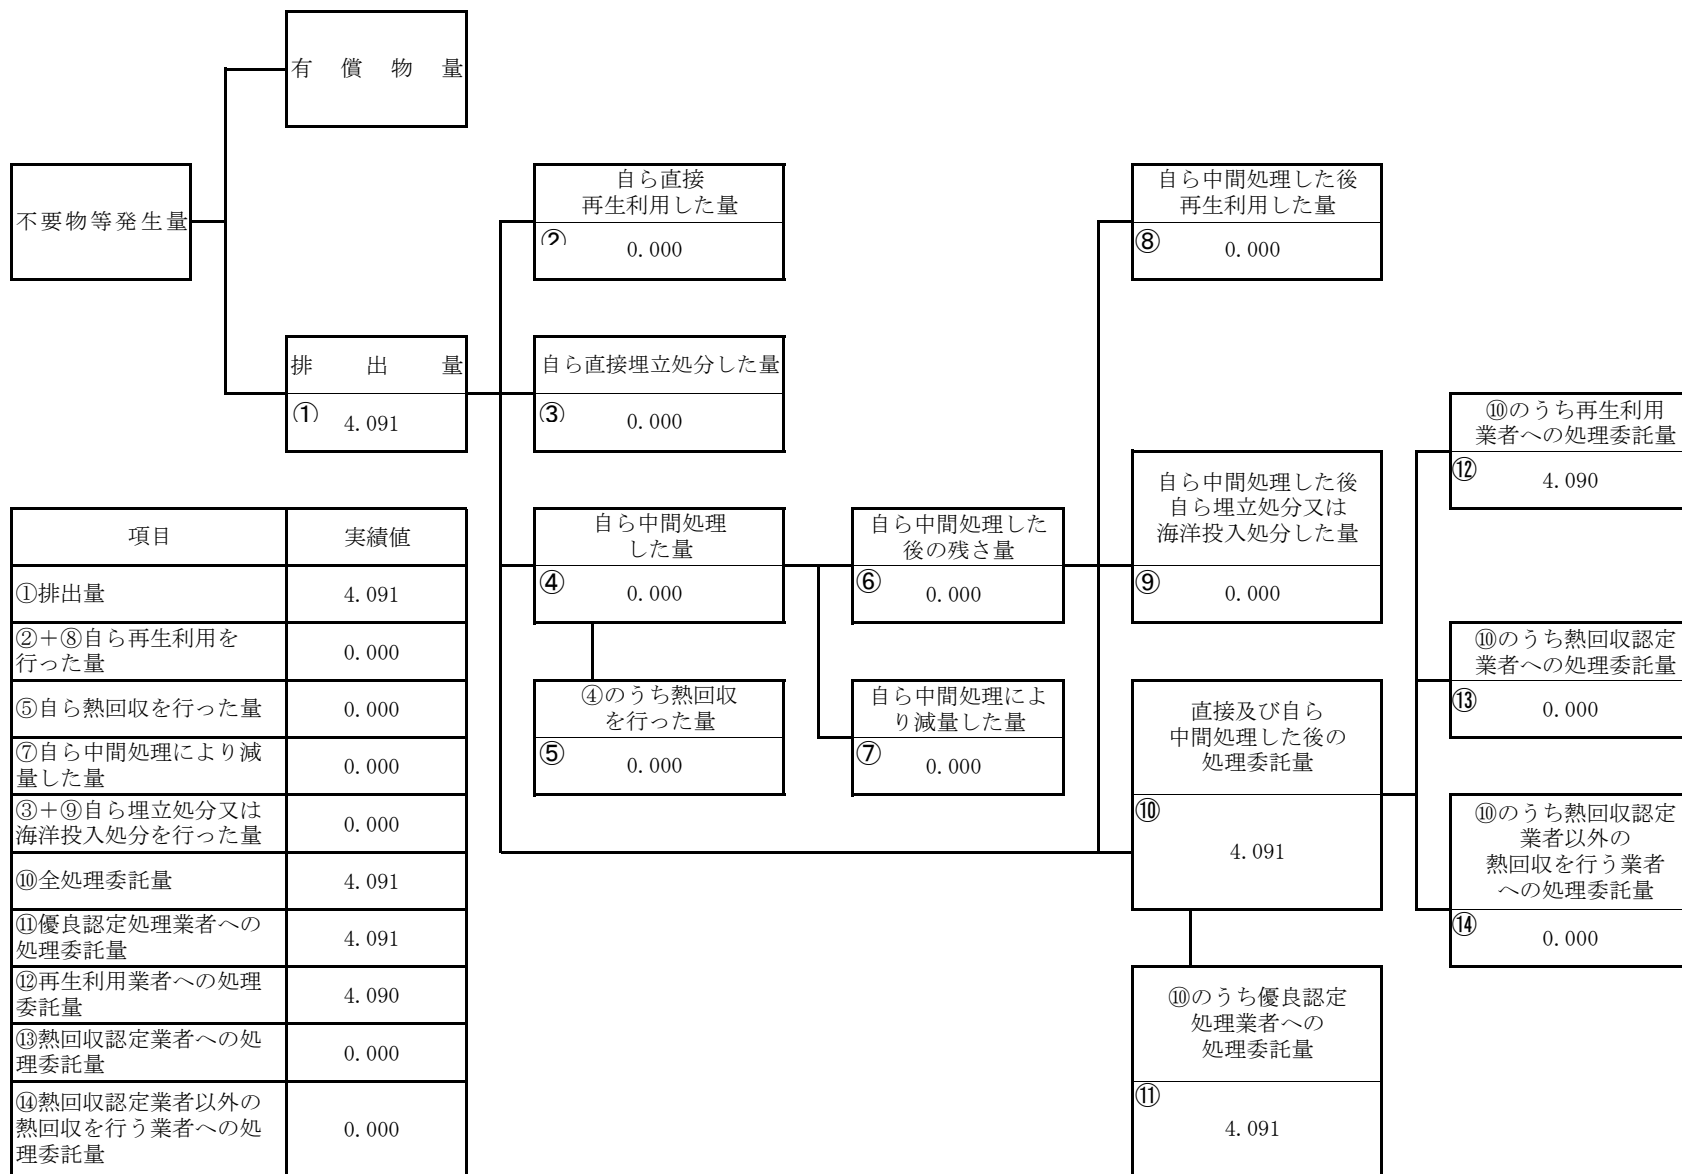 有償物量
不要物等発生量
自ら直接
再生利用した量
②
0.000
自ら中間処理した後
再生利用した量
⑧
0.000
排出量
①
4.091
自ら直接埋立処分した量
③
0.000
⑩のうち再生利用
業者への処理委託量
⑫
4.090
自ら中間処理
した量
④
0.000
自ら中間処理した
後の残さ量
⑥
0.000
自ら中間処理した後
自ら埋立処分又は
海洋投入処分した量
⑨
0.000
⑩のうち熱回収認定
業者への処理委託量
⑬
0.000
④のうち熱回収
を行った量
⑤
0.000
自ら中間処理によ
り減量した量
⑦
0.000
直接及び自ら
中間処理した後の
処理委託量
⑩
4.091
⑩のうち熱回収認定
業者以外の
熱回収を行う業者
への処理委託量
⑭
0.000
⑩のうち優良認定
処理業者への
処理委託量
⑪
4.091
項目 実績値
①排出量 4.091
②+⑧自ら再生利用を
行った量 0.000
⑤自ら熱回収を行った量 0.000
⑦自ら中間処理により減
量した量 0.000
③+⑨自ら埋立処分又は
海洋投入処分を行った量 0.000
⑩全処理委託量 4.091
⑪優良認定処理業者への
処理委託量 4.091
⑫再生利用業者への処理
委託量 4.090
⑬熱回収認定業者への処
理委託量 0.000
⑭熱回収認定業者以外の
熱回収を行う業者への処
理委託量 0.000